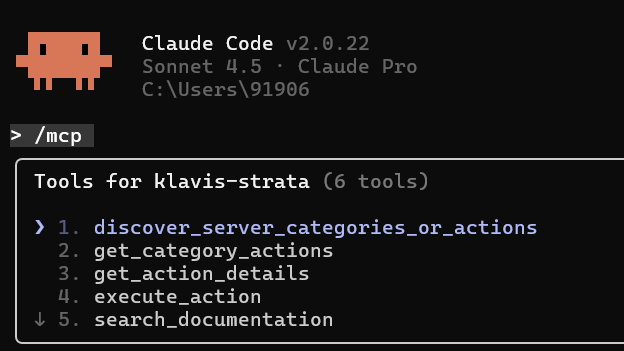 Claude Code v2.0.22
Sonnet 4.5 · Claude Pro
C:\Users\91906
> /mcp
Tools for klavis-strata (6 tools)
❯ 1. discover_server_categories_or_actions
2. get_category_actions
3. get_action_details
4. execute_action
↓ 5. search_documentation